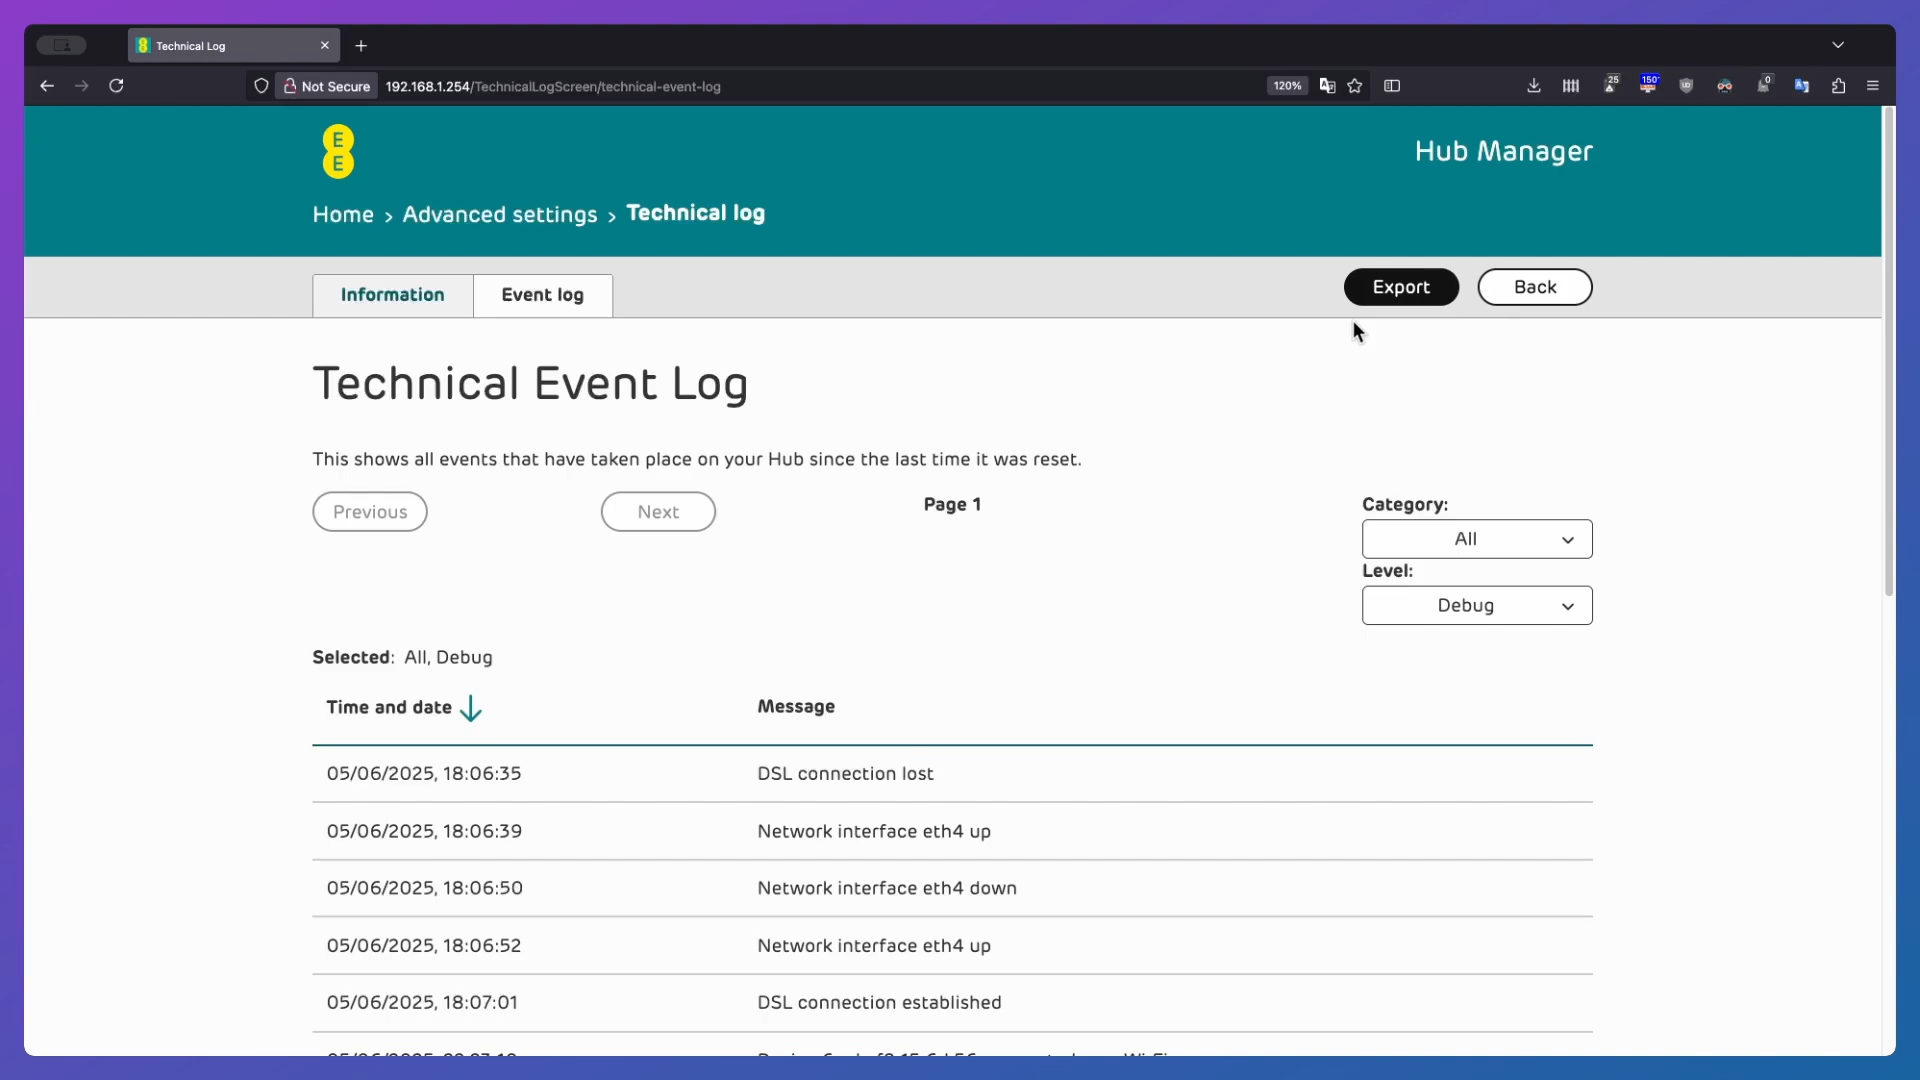 Technical Log
Not Secure
192.168.1.254/TechnicalLogScreen/technical-event-log
120%
25
150
0
E
E
Hub Manager
Home › Advanced settings › Technical log
Information
Event log
Export
Back
Technical Event Log
This shows all events that have taken place on your Hub since the last time it was reset.
Previous
Next
Page 1
Category:
All
Level:
Debug
Selected: All, Debug
Time and date
Message
05/06/2025, 18:06:35
DSL connection lost
05/06/2025, 18:06:39
Network interface eth4 up
05/06/2025, 18:06:50
Network interface eth4 down
05/06/2025, 18:06:52
Network interface eth4 up
05/06/2025, 18:07:01
DSL connection established